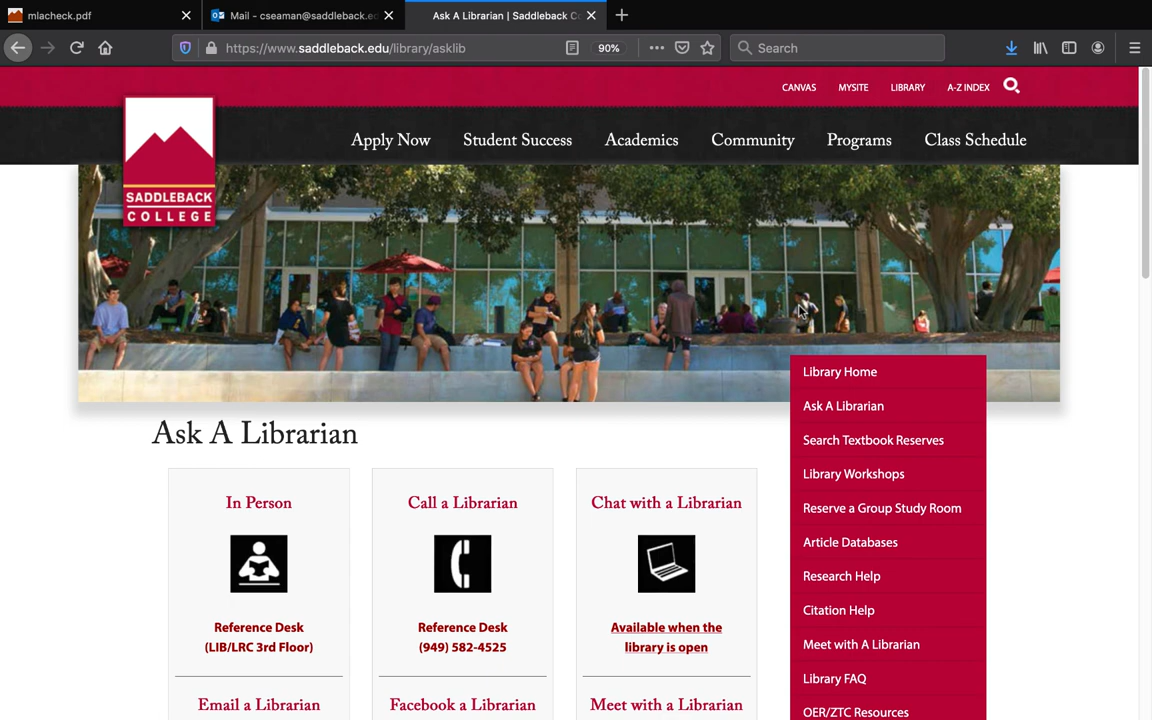 mlacheck.pdf
Mail - cseaman@saddleback.ed
Ask A Librarian | Saddleback Co
https://www.saddleback.edu/library/asklib
90%
Search
CANVAS MYSITE LIBRARY A-Z INDEX
Apply Now Student Success Academics Community Programs Class Schedule
SADDLEBACK
COLLEGE
Ask A Librarian
In Person
Reference Desk
(LIB/LRC 3rd Floor)
Email a Librarian
Call a Librarian
Reference Desk
(949) 582-4525
Facebook a Librarian
Chat with a Librarian
Available when the
library is open
Meet with a Librarian
Library Home
Ask A Librarian
Search Textbook Reserves
Library Workshops
Reserve a Group Study Room
Article Databases
Research Help
Citation Help
Meet with A Librarian
Library FAQ
OER/ZTC Resources